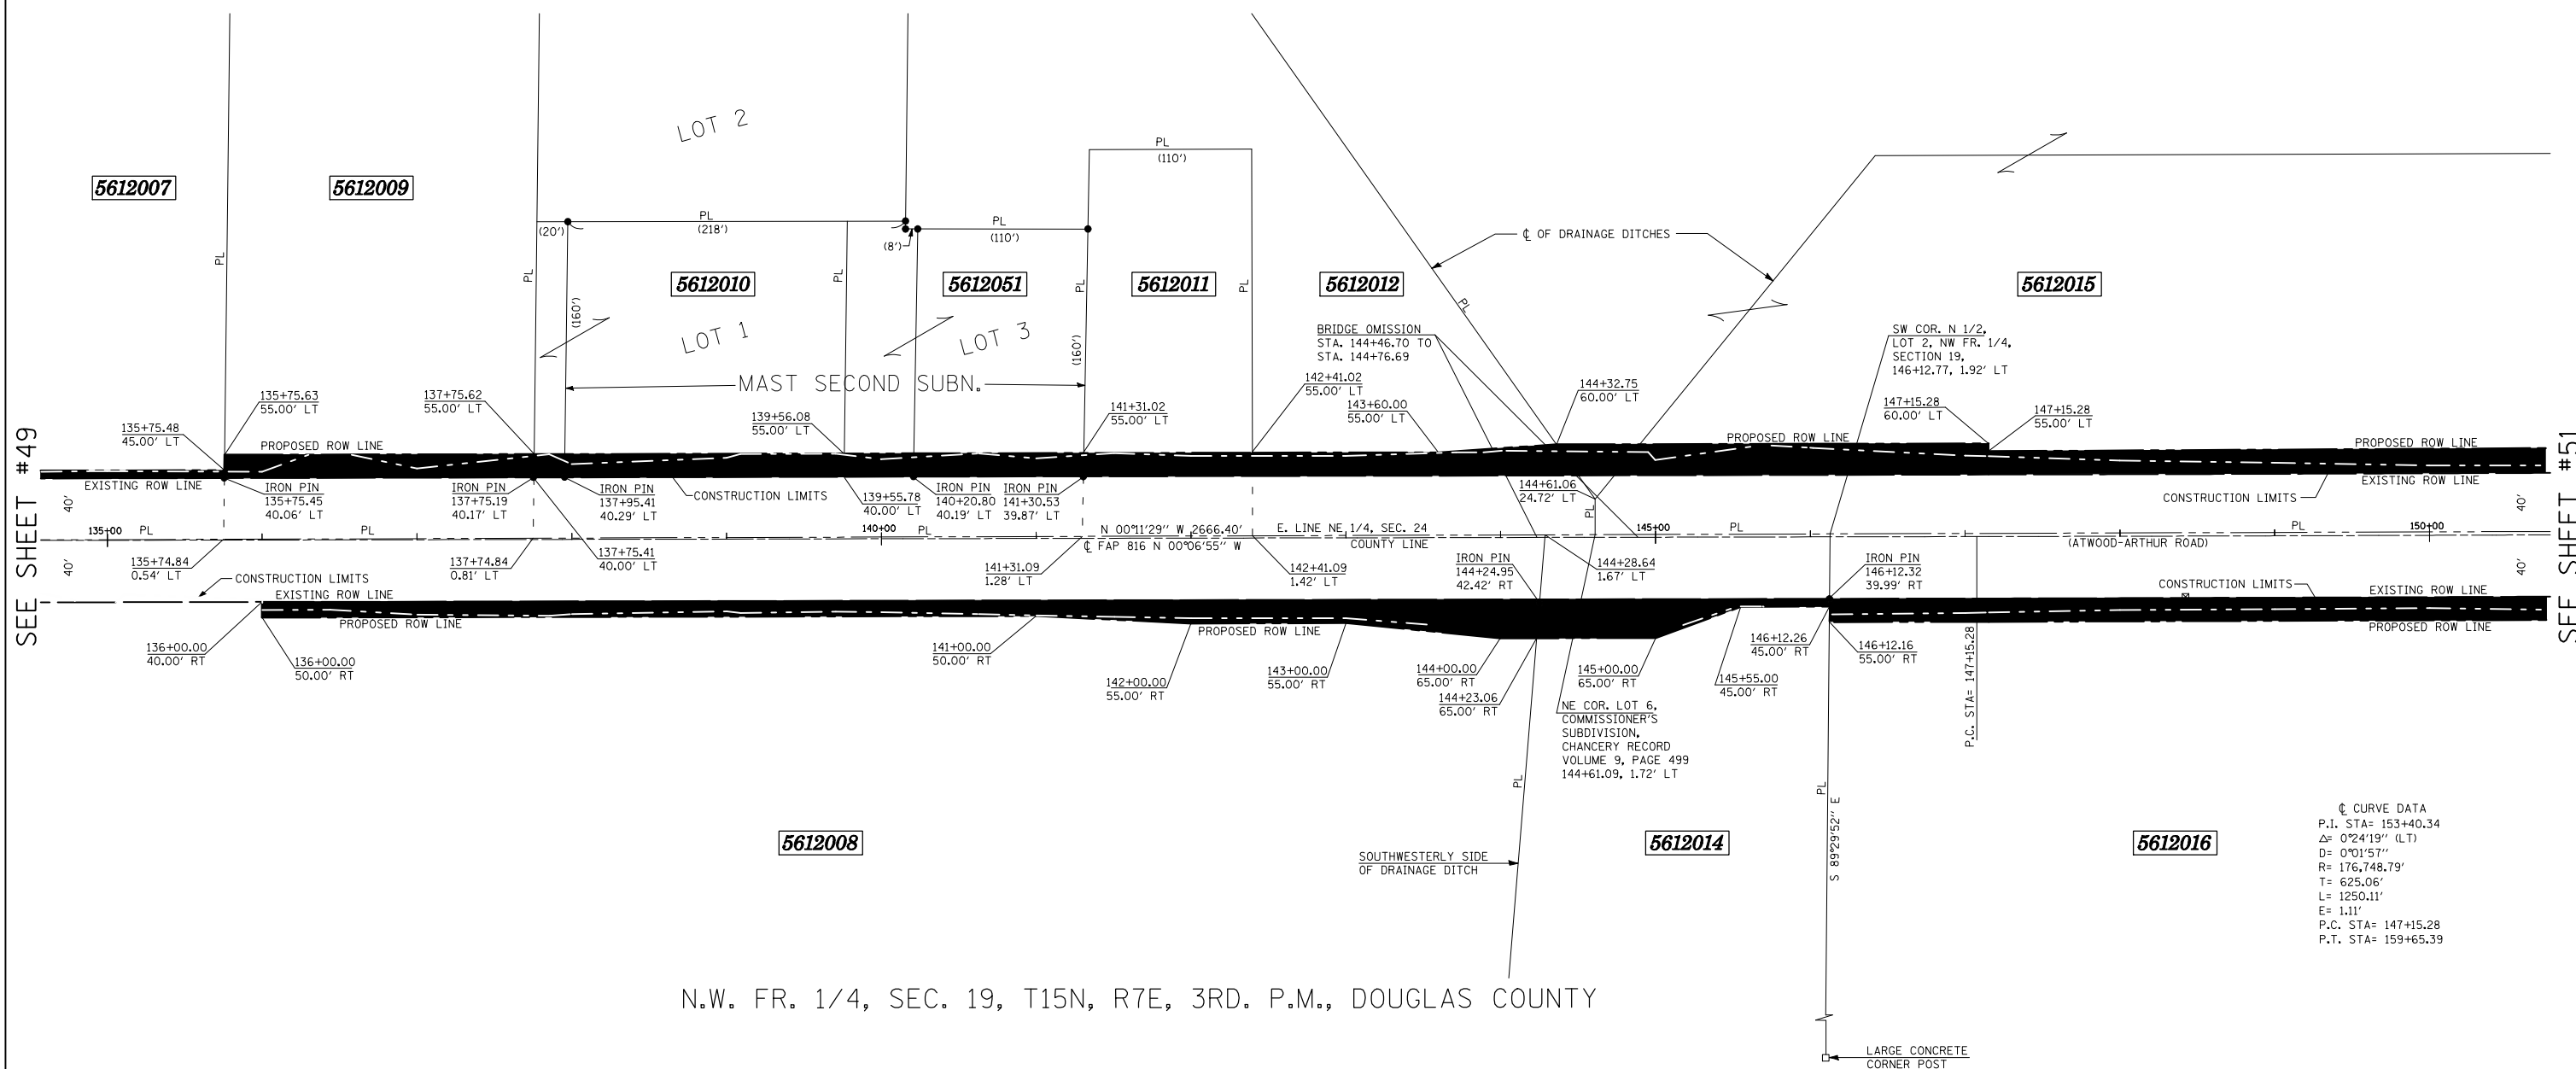 LOT 2
5612007
5612009
PL
(110')
PL
(20')
PL
(218')
(8')
PL
(110')
℄ OF DRAINAGE DITCHES
PL
PL
PL
PL
PL
PL
5612010
5612051
5612011
5612012
5612015
(160')
LOT 1
LOT 3
(160')
BRIDGE OMISSION
STA. 144+46.70 TO
STA. 144+76.69
SW COR. N 1/2,
LOT 2, NW FR. 1/4,
SECTION 19,
146+12.77, 1.92' LT
MAST SECOND SUBN.
135+75.48
45.00' LT
135+75.63
55.00' LT
137+75.62
55.00' LT
139+56.08
55.00' LT
141+31.02
55.00' LT
142+41.02
55.00' LT
143+60.00
55.00' LT
144+32.75
60.00' LT
147+15.28
60.00' LT
147+15.28
55.00' LT
SEE SHEET #49
SEE SHEET #51
PROPOSED ROW LINE
PROPOSED ROW LINE
PROPOSED ROW LINE
EXISTING ROW LINE
EXISTING ROW LINE
IRON PIN
135+75.45
40.06' LT
IRON PIN
137+75.19
40.17' LT
IRON PIN
137+95.41
40.29' LT
CONSTRUCTION LIMITS
139+55.78
40.00' LT
IRON PIN
140+20.80
40.19' LT
IRON PIN
141+30.53
39.87' LT
144+61.06
24.72' LT
PL
CONSTRUCTION LIMITS
40'
40'
135+00
PL
PL
140+00
PL
N 00°11'29" W 2666.40'
E. LINE NE 1/4, SEC. 24
℄ FAP 816 N 00°06'55" W
COUNTY LINE
145+00
PL
PL
150+00
(ATWOOD-ARTHUR ROAD)
40'
40'
135+74.84
0.54' LT
137+74.84
0.81' LT
137+75.41
40.00' LT
141+31.09
1.28' LT
142+41.09
1.42' LT
IRON PIN
144+24.95
42.42' RT
144+28.64
1.67' LT
IRON PIN
146+12.32
39.99' RT
CONSTRUCTION LIMITS
EXISTING ROW LINE
CONSTRUCTION LIMITS
EXISTING ROW LINE
PROPOSED ROW LINE
PROPOSED ROW LINE
PROPOSED ROW LINE
136+00.00
40.00' RT
136+00.00
50.00' RT
141+00.00
50.00' RT
142+00.00
55.00' RT
143+00.00
55.00' RT
144+00.00
65.00' RT
144+23.06
65.00' RT
145+00.00
65.00' RT
145+55.00
45.00' RT
146+12.26
45.00' RT
146+12.16
55.00' RT
P.C. STA= 147+15.28
NE COR. LOT 6,
COMMISSIONER'S
SUBDIVISION,
CHANCERY RECORD
VOLUME 9, PAGE 499
144+61.09, 1.72' LT
PL
PL
S 89°29'52" E
5612008
5612014
5612016
SOUTHWESTERLY SIDE
OF DRAINAGE DITCH
℄ CURVE DATA
P.I. STA= 153+40.34
Δ= 0°24'19" (LT)
D= 0°01'57"
R= 176,748.79'
T= 625.06'
L= 1250.11'
E= 1.11'
P.C. STA= 147+15.28
P.T. STA= 159+65.39
N.W. FR. 1/4, SEC. 19, T15N, R7E, 3RD. P.M., DOUGLAS COUNTY
LARGE CONCRETE
CORNER POST